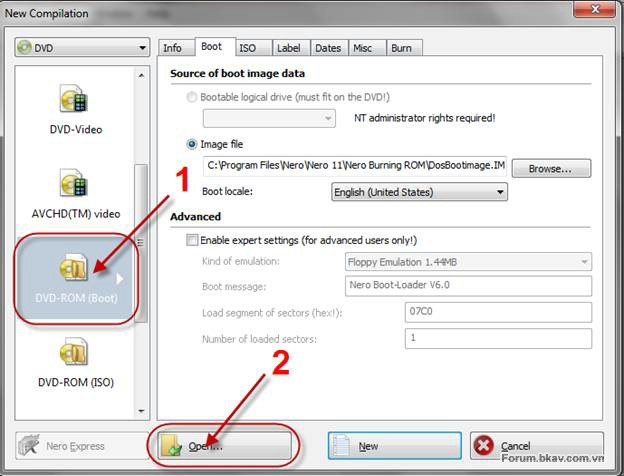 New Compilation
DVD
Info Boot ISO Label Dates Misc Burn
Source of boot image data
Bootable logical drive (must fit on the DVD!)
NT administrator rights required!
Image file
C:\Program Files\Nero\Nero 11\Nero Burning ROM\DosBootimage.IM
Browse...
Boot locale:
English (United States)
Advanced
Enable expert settings (for advanced users only!)
Kind of emulation:
Floppy Emulation 1.44MB
Boot message:
Nero Boot-Loader V6.0
Load segment of sectors (hex!):
07C0
Number of loaded sectors:
1
DVD-Video
AVCHD(TM) video
1
DVD-ROM (Boot)
DVD-ROM (ISO)
2
Nero Express
Open...
New
Cancel
Forum.bkav.com.vn